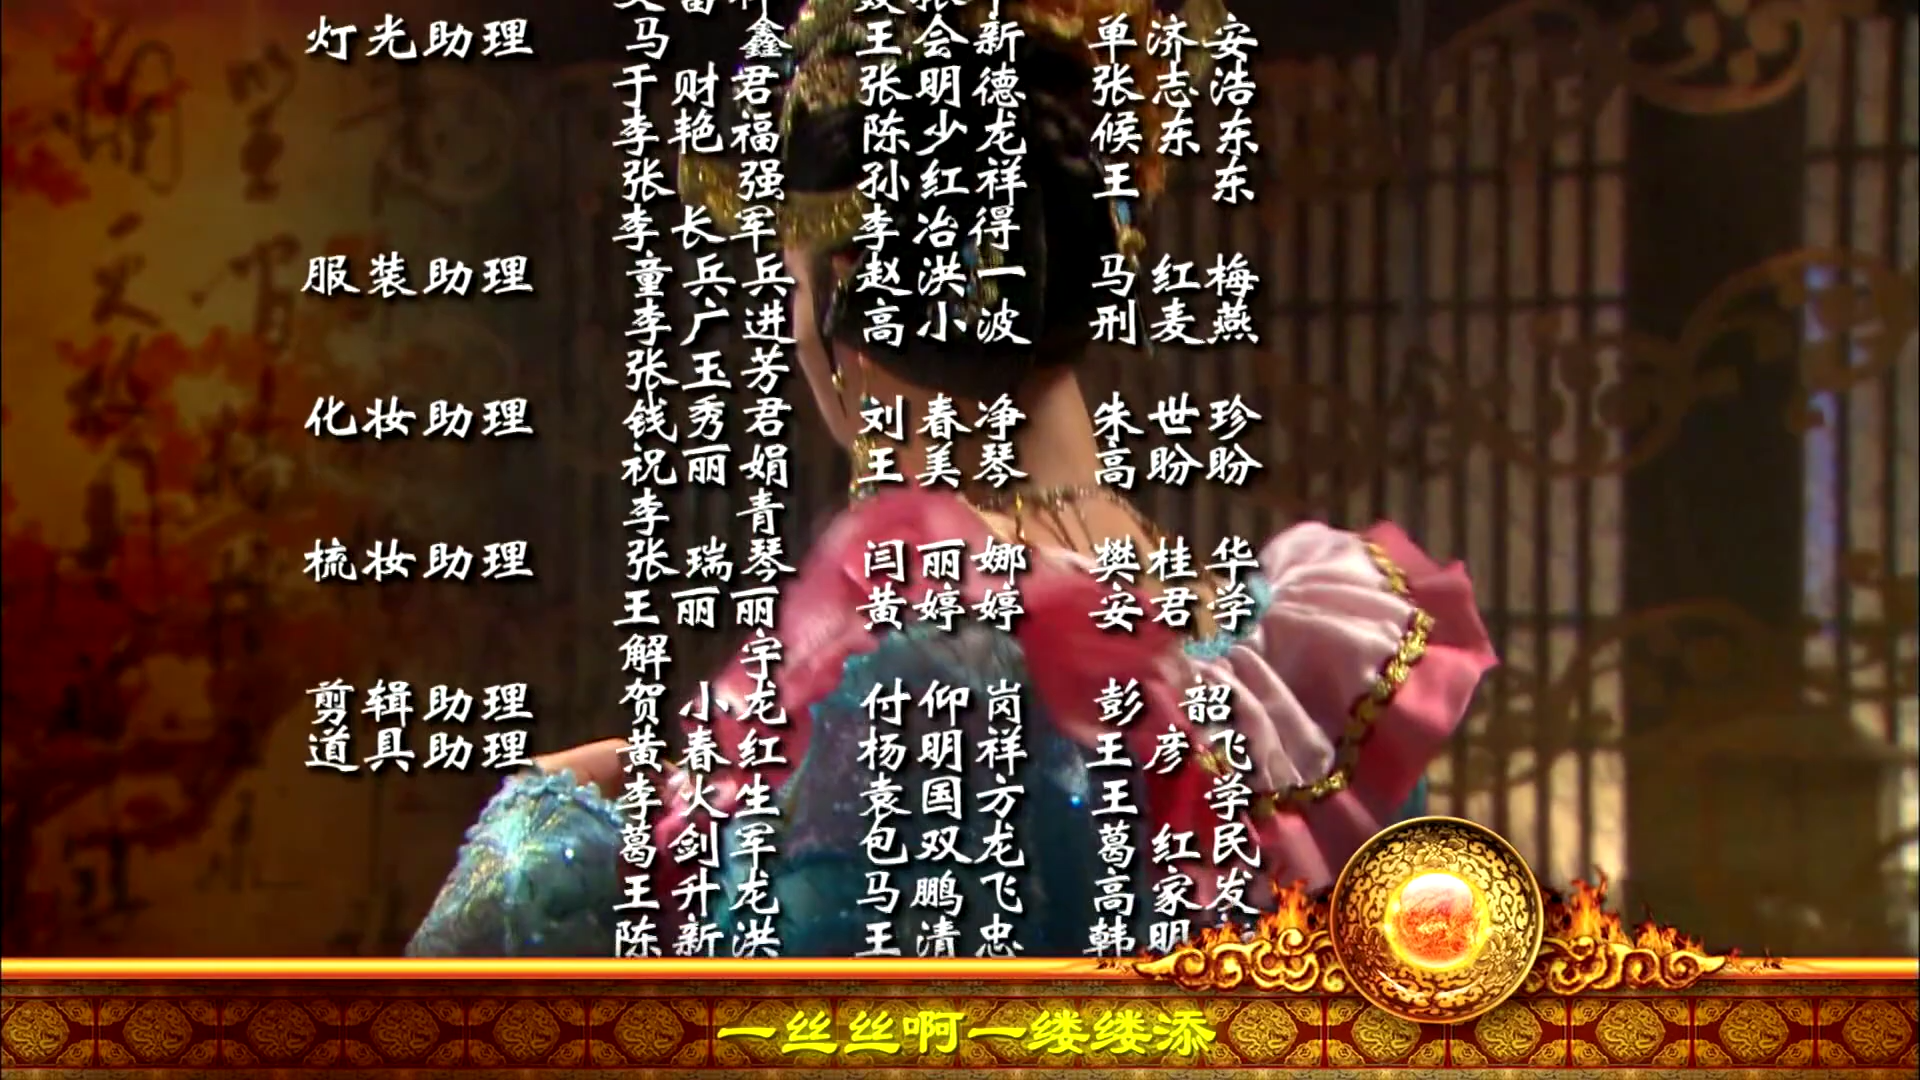 灯光助理 马鑫 王会新 单济安
于财君 张明德 张志浩
李艳福 陈少龙 候东东
张强 孙红祥 王东
李长军 李冶得
服装助理 童兵兵 赵洪一 马红梅
李广进 高小波 刑麦燕
张玉芳
化妆助理 钱秀君 刘春净 朱世珍
祝丽娟 王美琴 高盼盼
李青
梳妆助理 张瑞琴 闫丽娜 樊桂华
王丽丽 黄婷婷 安君学
解宇
剪辑助理 贺小龙 付仰岗 彭韶
道具助理 黄春红 杨明祥 王彦飞
李火生 袁国方 王学
葛剑军 包双龙 葛红民
王升龙 马鹏飞 高家发
陈新洪 王清忠 韩明
一丝丝啊一缕缕添